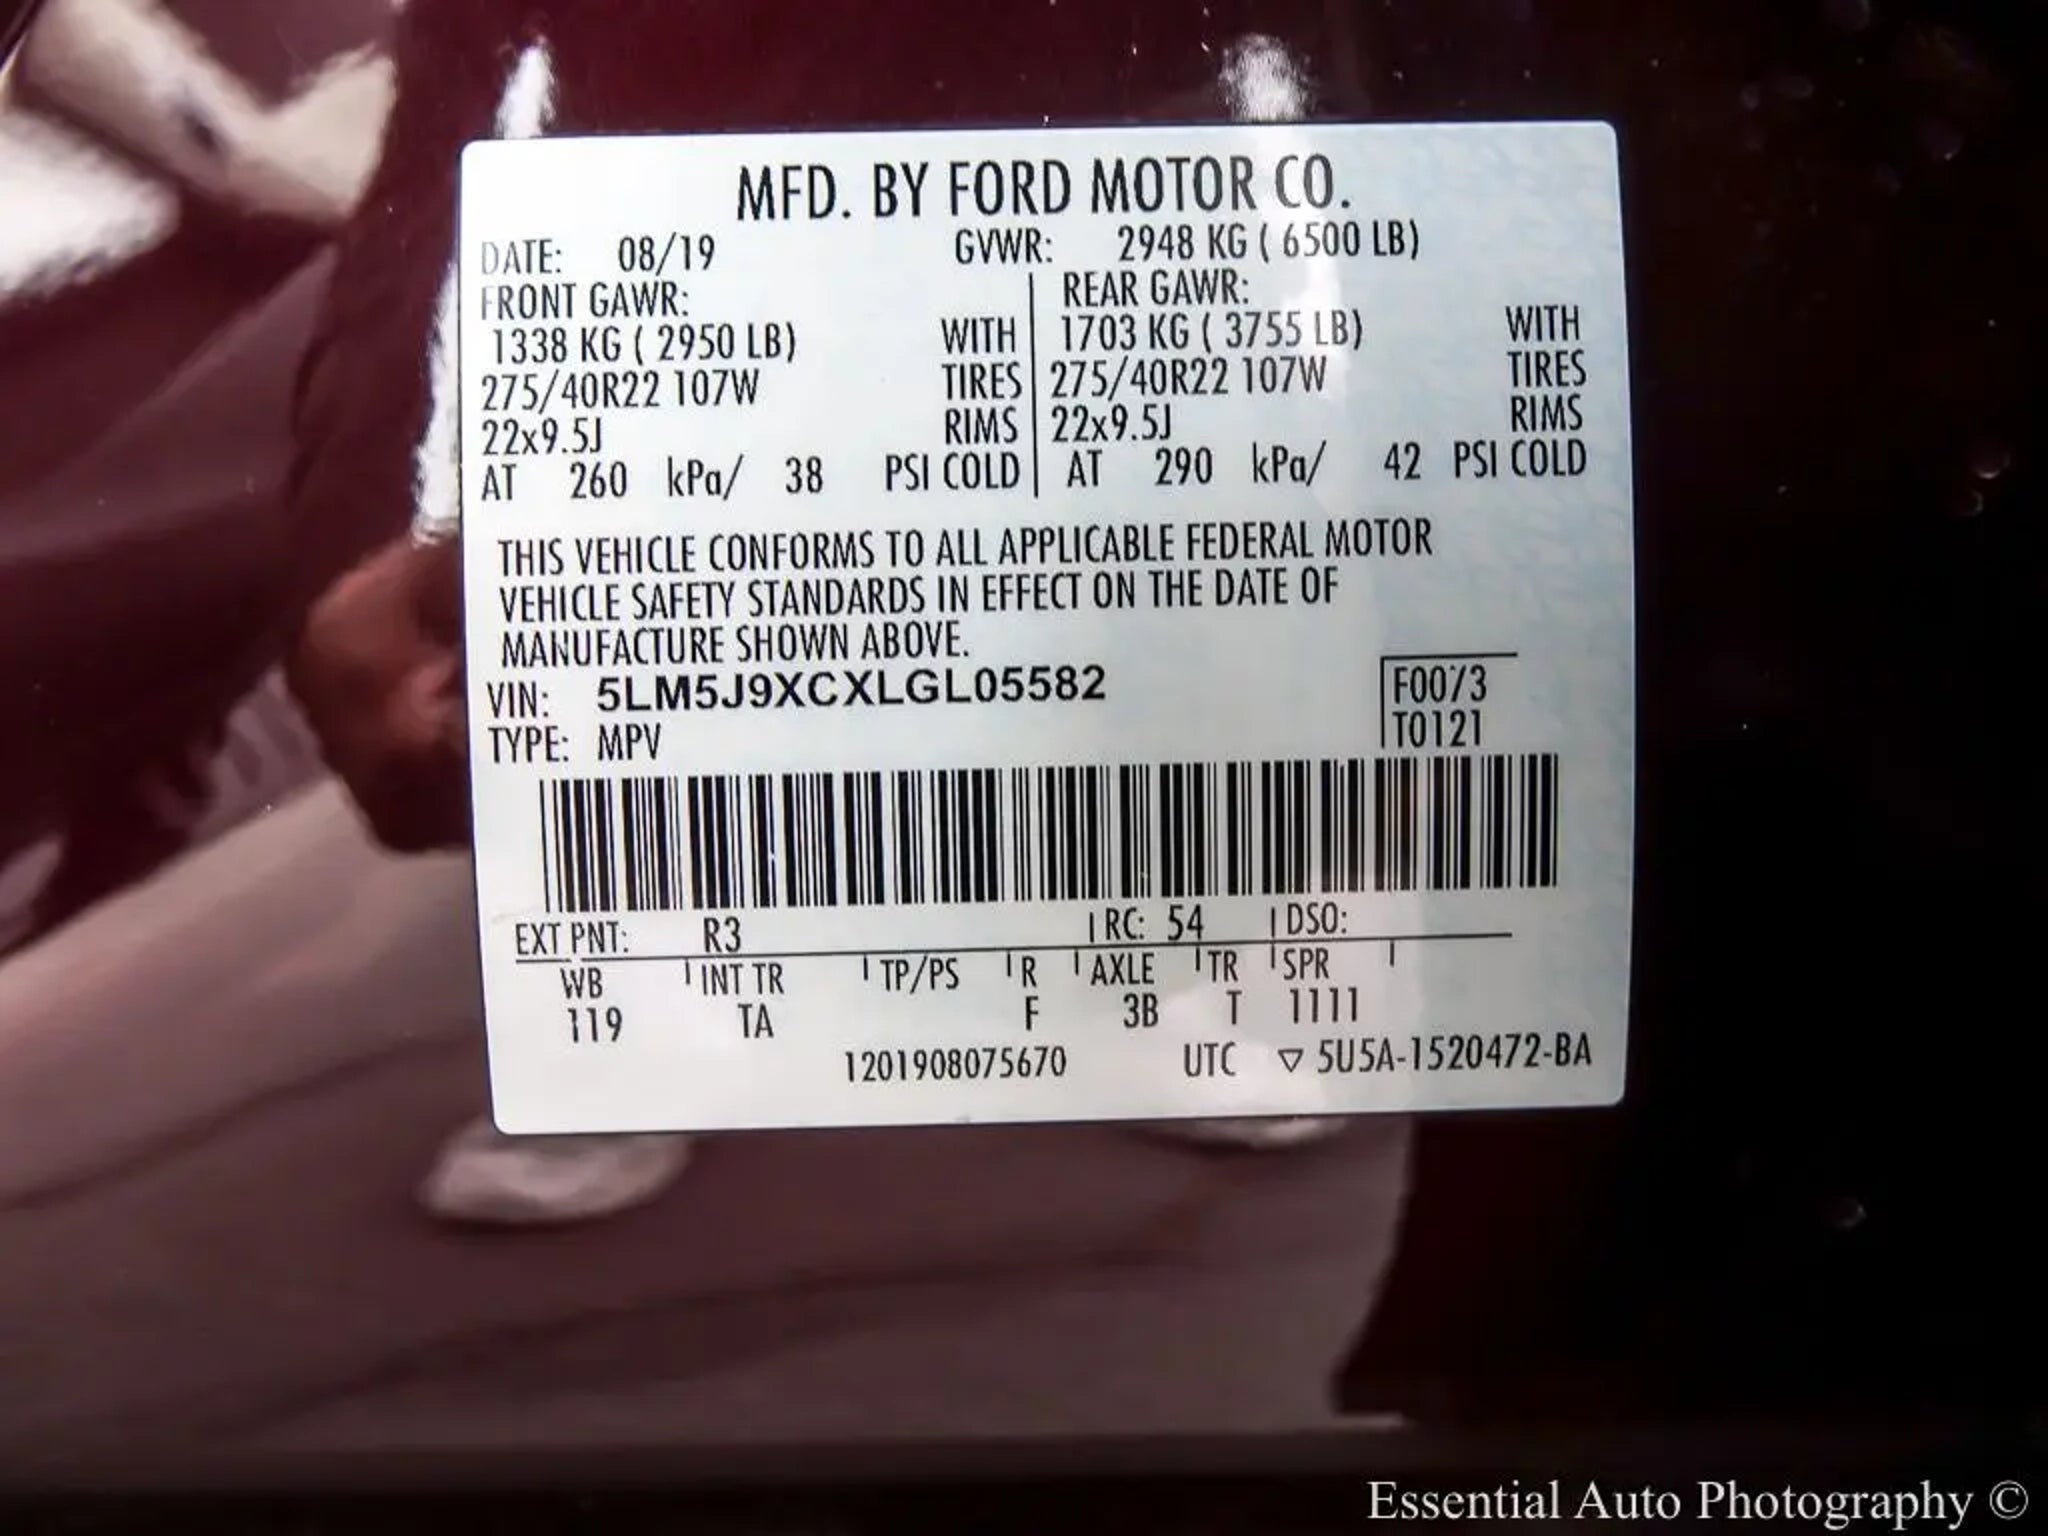 MFD. BY FORD MOTOR CO.
DATE: 08/19 GVWR: 2948 KG ( 6500 LB)
FRONT GAWR: REAR GAWR:
1338 KG ( 2950 LB) WITH 1703 KG ( 3755 LB) WITH
275/40R22 107W TIRES 275/40R22 107W TIRES
22x9.5J RIMS 22x9.5J RIMS
AT 260 kPa/ 38 PSI COLD AT 290 kPa/ 42 PSI COLD
THIS VEHICLE CONFORMS TO ALL APPLICABLE FEDERAL MOTOR
VEHICLE SAFETY STANDARDS IN EFFECT ON THE DATE OF
MANUFACTURE SHOWN ABOVE.
VIN: 5LM5J9XCXLGL05582
F0073
TYPE: MPV
T0121
EXT PNT: R3 RC: 54 DSO:
WB INT TR TP/PS R AXLE TR SPR
119 TA F 3B T 1111
1201908075670 UTC ▽ 5U5A-1520472-BA
Essential Auto Photography ©